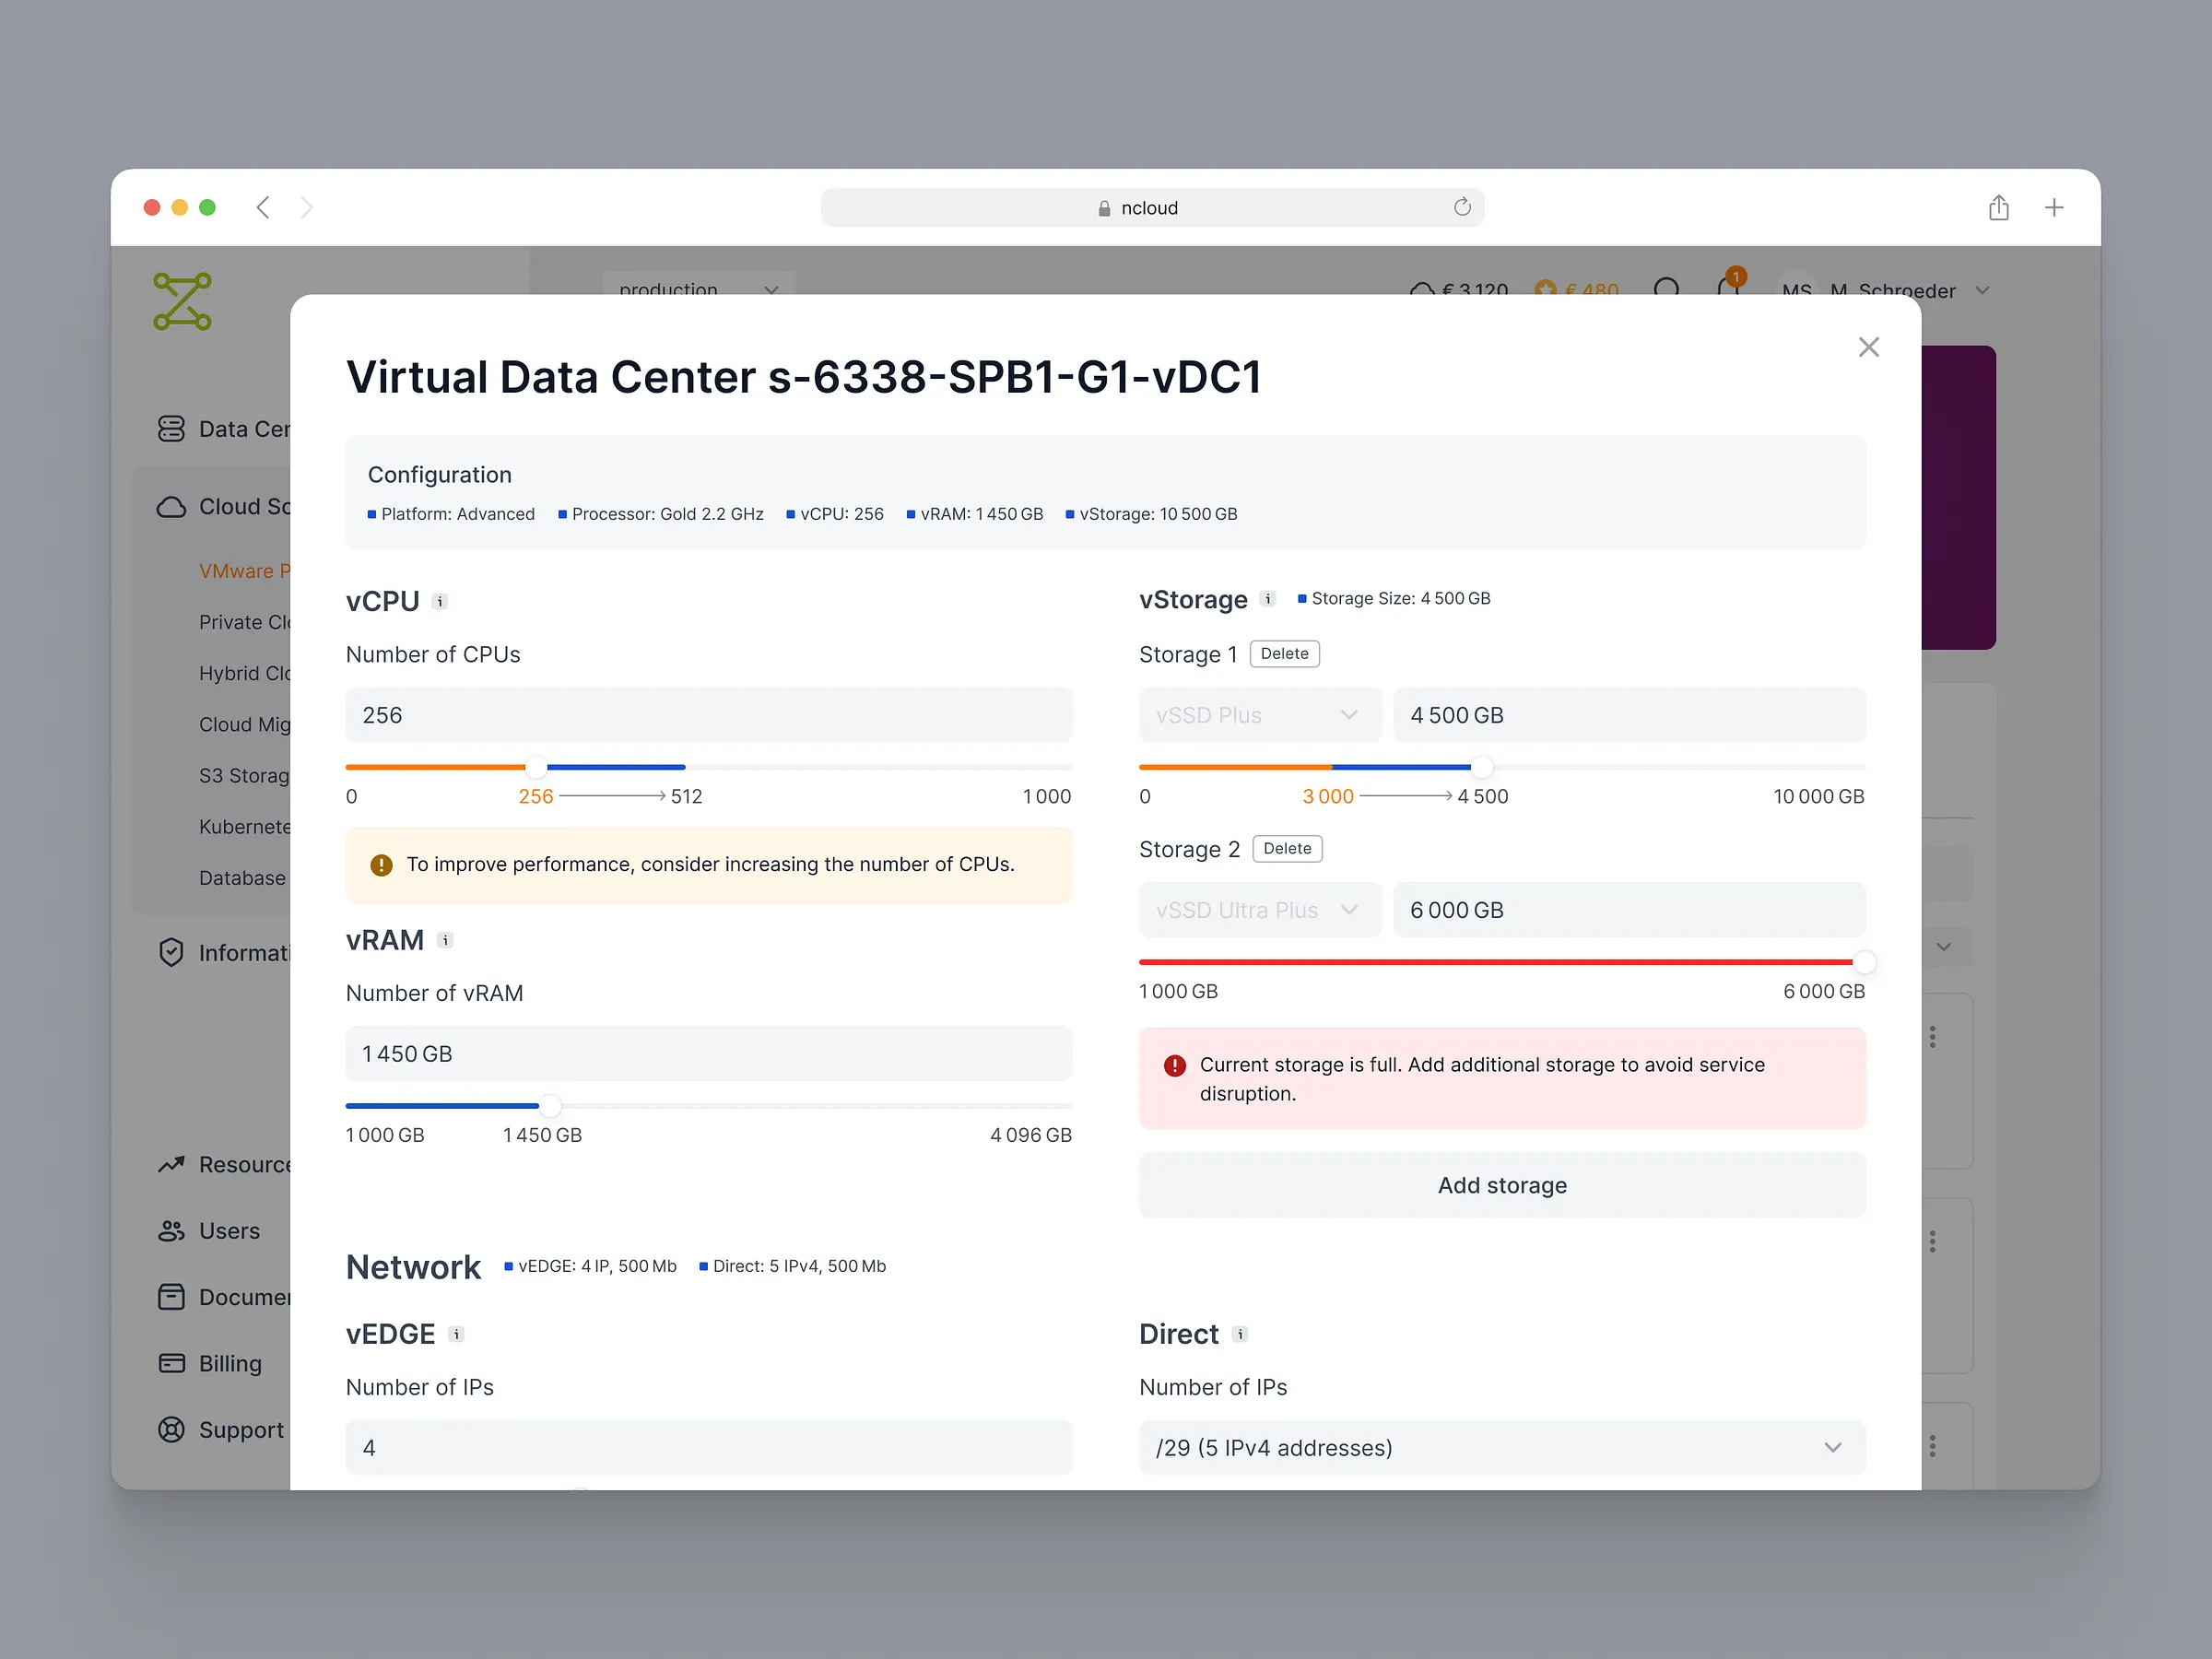 ncloud
production
€ 3 120
€ 480
1
MS
M. Schroeder
Virtual Data Center s-6338-SPB1-G1-vDC1
Configuration
Platform: Advanced
Processor: Gold 2.2 GHz
vCPU: 256
vRAM: 1 450 GB
vStorage: 10 500 GB
Data Cen
Cloud So
VMware P
Private Clo
Hybrid Clo
Cloud Mig
S3 Storag
Kubernete
Database
Informati
Resource
Users
Documen
Billing
Support
vCPU
Number of CPUs
256
0
256
512
1 000
To improve performance, consider increasing the number of CPUs.
vRAM
Number of vRAM
1 450 GB
1 000 GB
1 450 GB
4 096 GB
vStorage
Storage Size: 4 500 GB
Storage 1
Delete
vSSD Plus
4 500 GB
0
3 000
4 500
10 000 GB
Storage 2
Delete
vSSD Ultra Plus
6 000 GB
1 000 GB
6 000 GB
Current storage is full. Add additional storage to avoid service
disruption.
Add storage
Network
vEDGE: 4 IP, 500 Mb
Direct: 5 IPv4, 500 Mb
vEDGE
Number of IPs
4
Direct
Number of IPs
/29 (5 IPv4 addresses)